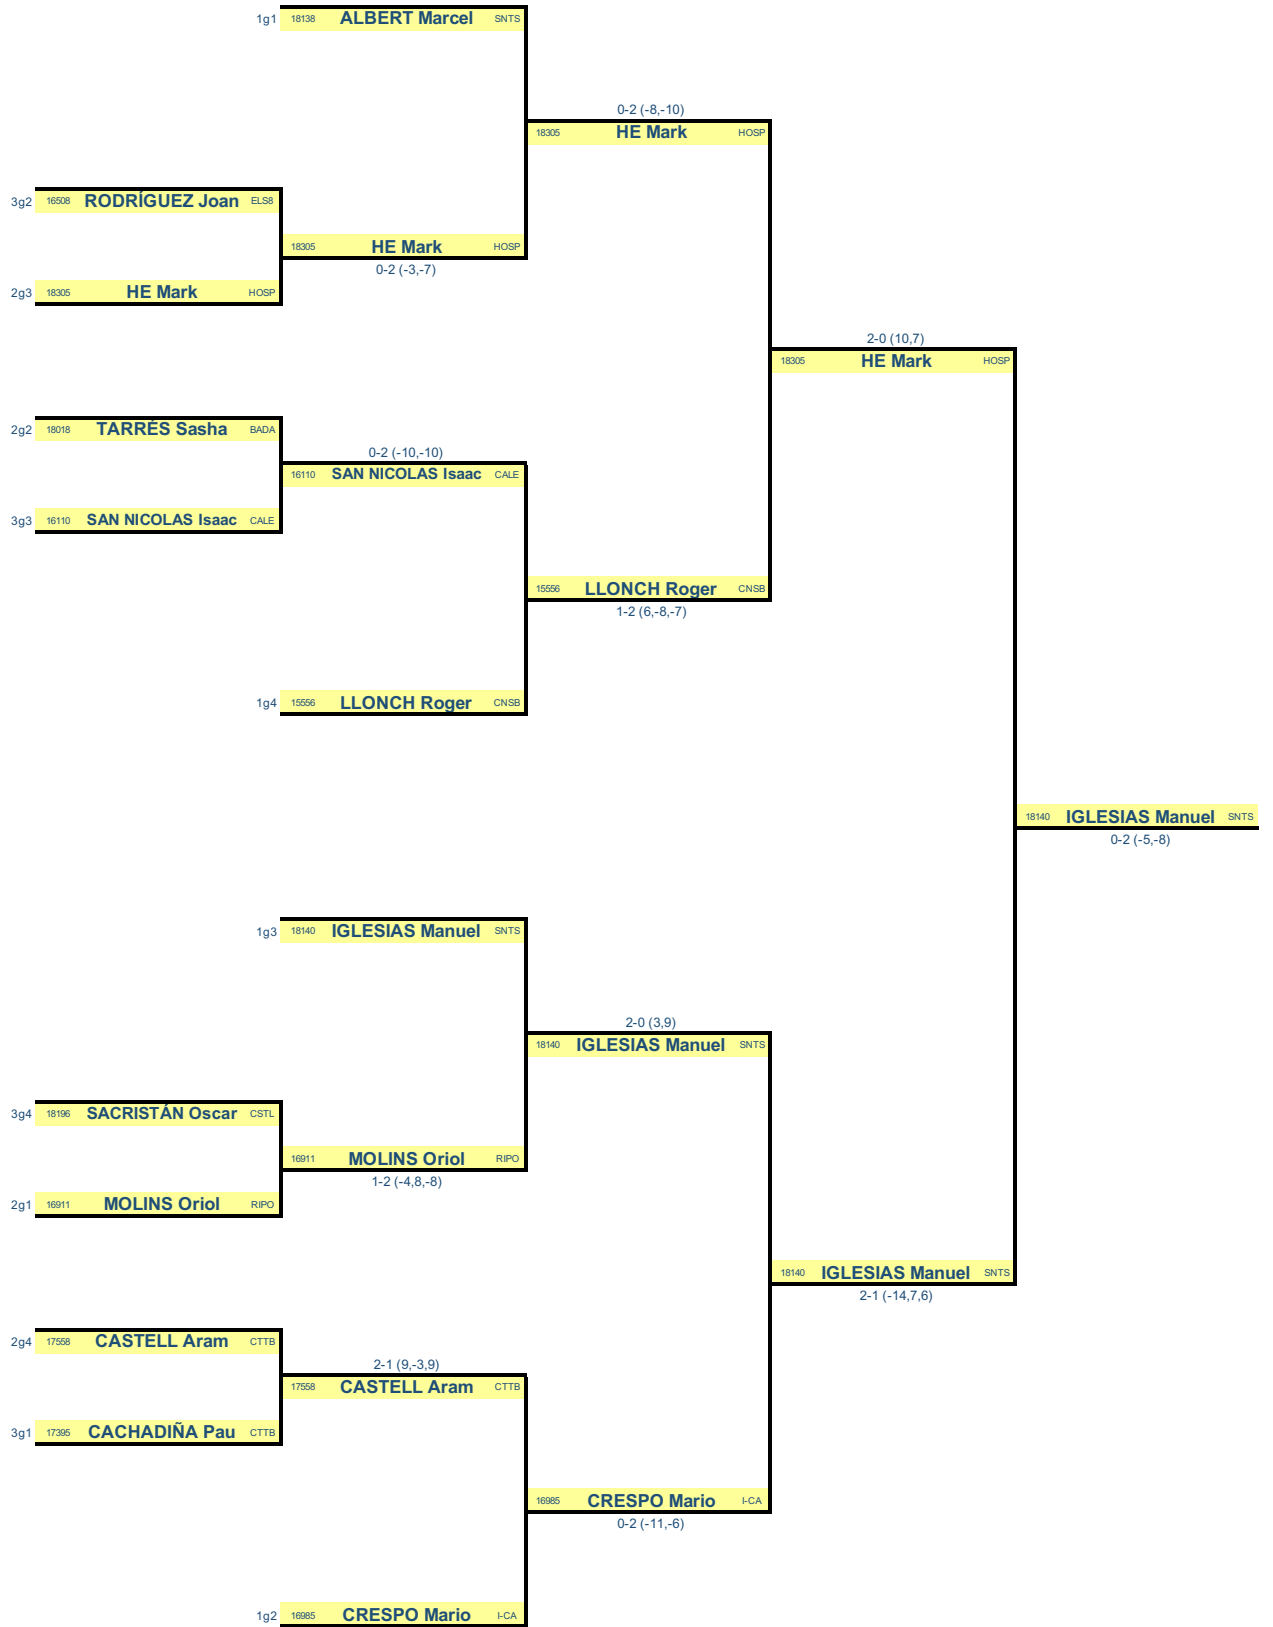 1g1 18138 ALBERT Marcel SNTS
0-2 (-8,-10)
18305 HE Mark HOSP
3g2 16508 RODRÍGUEZ Joan ELS8
18305 HE Mark HOSP
0-2 (-3,-7)
2g3 18305 HE Mark HOSP
2-0 (10,7)
18305 HE Mark HOSP
2g2 18018 TARRÉS Sasha BADA
0-2 (-10,-10)
16110 SAN NICOLAS Isaac CALE
3g3 16110 SAN NICOLAS Isaac CALE
15556 LLONCH Roger CNSB
1-2 (6,-8,-7)
1g4 15556 LLONCH Roger CNSB
18140 IGLESIAS Manuel SNTS
0-2 (-5,-8)
1g3 18140 IGLESIAS Manuel SNTS
2-0 (3,9)
18140 IGLESIAS Manuel SNTS
3g4 18196 SACRISTÁN Oscar CSTL
16911 MOLINS Oriol RIPO
1-2 (-4,8,-8)
2g1 16911 MOLINS Oriol RIPO
18140 IGLESIAS Manuel SNTS
2-1 (-14,7,6)
2g4 17558 CASTELL Aram CTTB
2-1 (9,-3,9)
17558 CASTELL Aram CTTB
3g1 17395 CACHADIÑA Pau CTTB
16985 CRESPO Mario I-CA
0-2 (-11,-6)
1g2 16985 CRESPO Mario I-CA